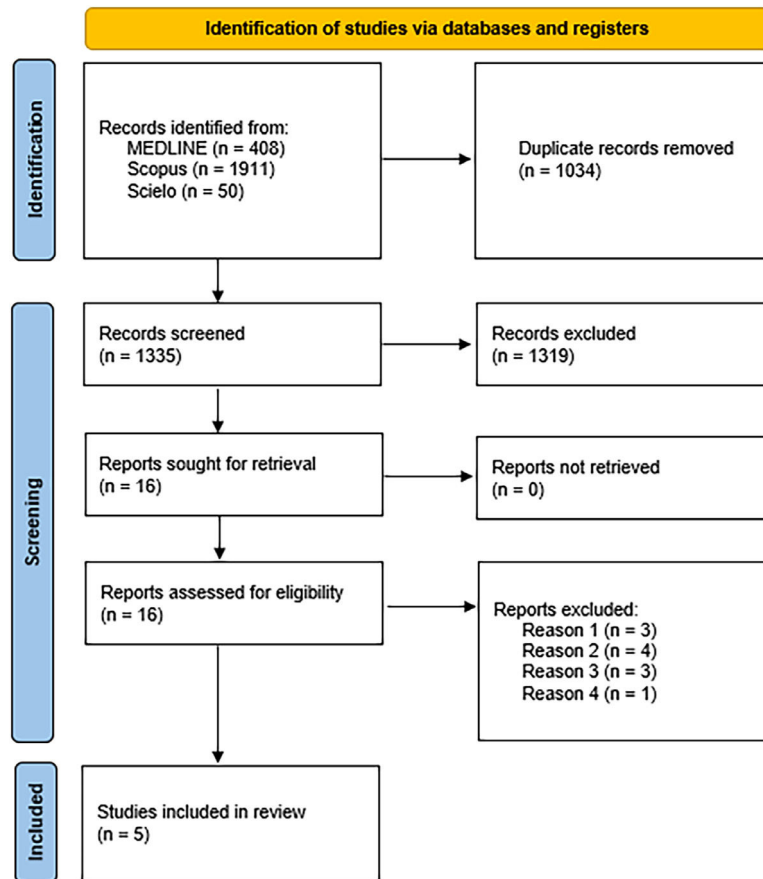 Identification of studies via databases and registers
Identification
Records identified from:
MEDLINE (n = 408)
Scopus (n = 1911)
Scielo (n = 50)
Duplicate records removed
(n = 1034)
Screening
Records screened
(n = 1335)
Records excluded
(n = 1319)
Reports sought for retrieval
(n = 16)
Reports not retrieved
(n = 0)
Reports assessed for eligibility
(n = 16)
Reports excluded:
Reason 1 (n = 3)
Reason 2 (n = 4)
Reason 3 (n = 3)
Reason 4 (n = 1)
Included
Studies included in review
(n = 5)